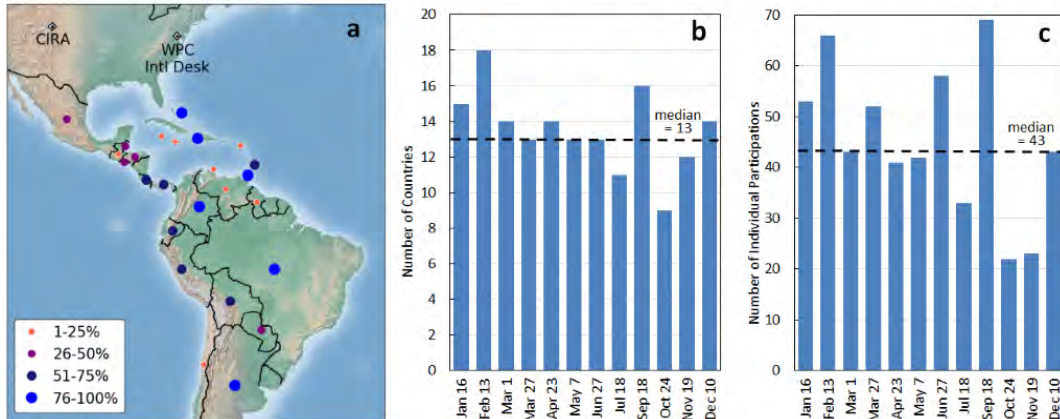 a
CIRA
WPC
Intl Desk
1-25%
26-50%
51-75%
76-100%
b
Number of Countries
20
18
16
14
12
10
8
6
4
2
0
median
= 13
Jan 16
Feb 13
Mar 1
Mar 27
Apr 23
May 7
Jun 27
Jul 18
Sep 18
Oct 24
Nov 19
Dec 10
c
Number of Individual Participations
70
60
50
40
30
20
10
0
median
= 43
Jan 16
Feb 13
Mar 1
Mar 27
Apr 23
May 7
Jun 27
Jul 18
Sep 18
Oct 24
Nov 19
Dec 10